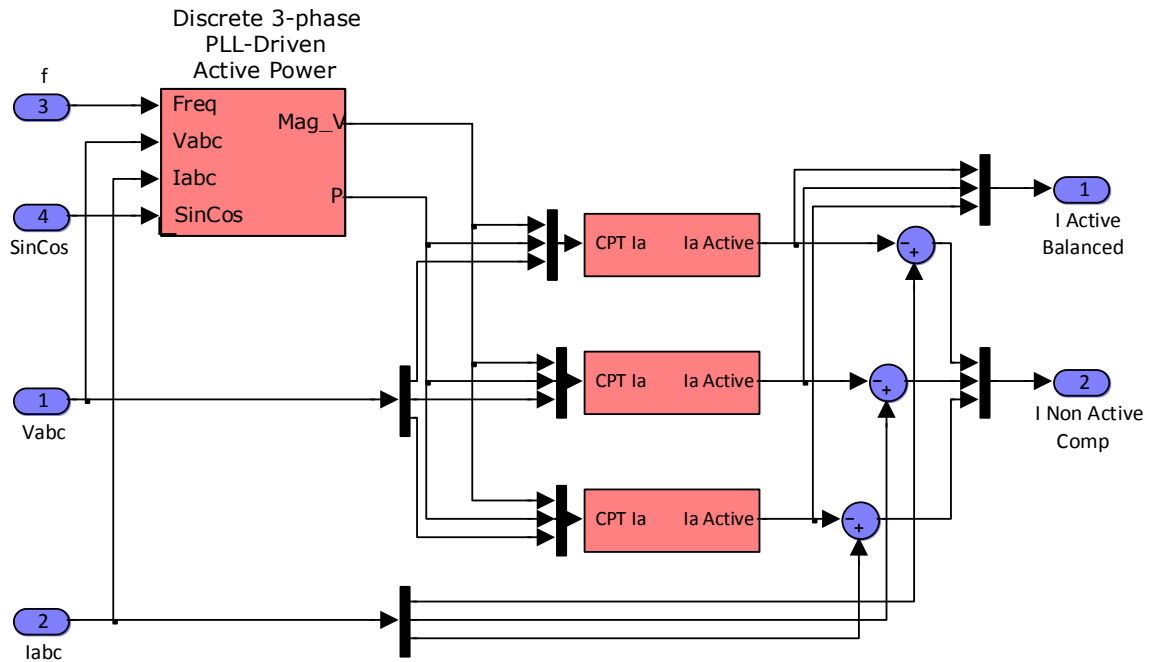 Discrete 3-phase
PLL-Driven
Active Power
f
3
Freq
Vabc
Iabc
SinCos
Mag_V
P
4
SinCos
CPT Ia
Ia Active
1
I Active
Balanced
-
+
CPT Ia
Ia Active
-
+
2
I Non Active
Comp
1
Vabc
CPT Ia
Ia Active
-
+
2
Iabc